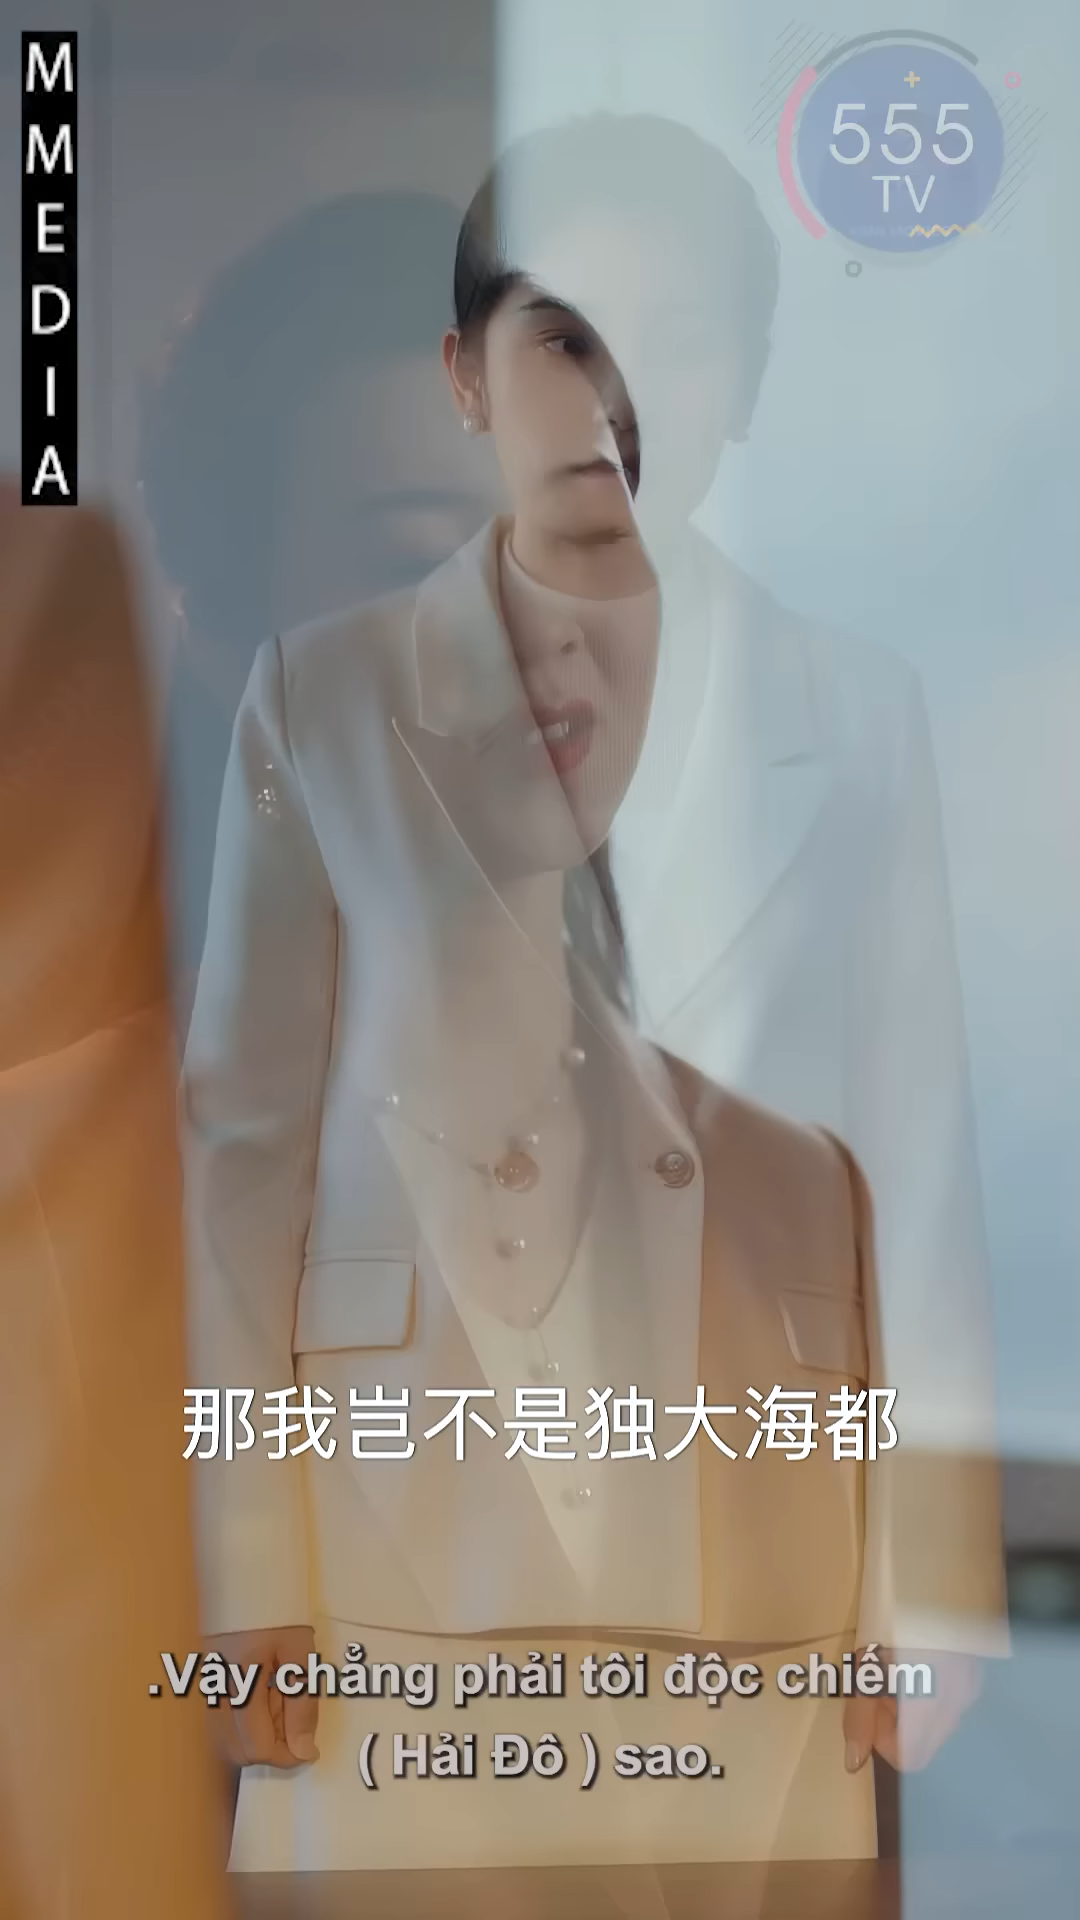 MMEDIA
555
TV
那我岂不是独大海都
.Vậy chẳng phải tôi độc chiếm
( Hải Đô ) sao.